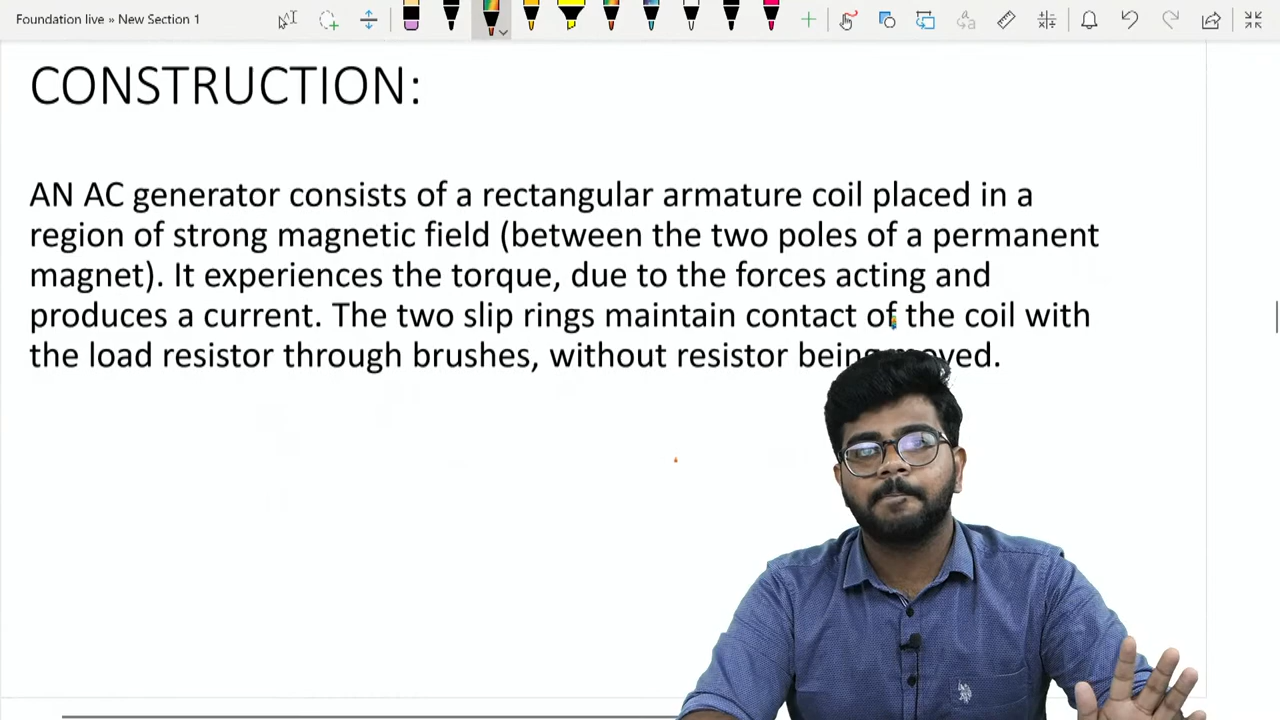 Foundation live » New Section 1
CONSTRUCTION:
AN AC generator consists of a rectangular armature coil placed in a
region of strong magnetic field (between the two poles of a permanent
magnet). It experiences the torque, due to the forces acting and
produces a current. The two slip rings maintain contact of the coil with
the load resistor through brushes, without resistor being moved.